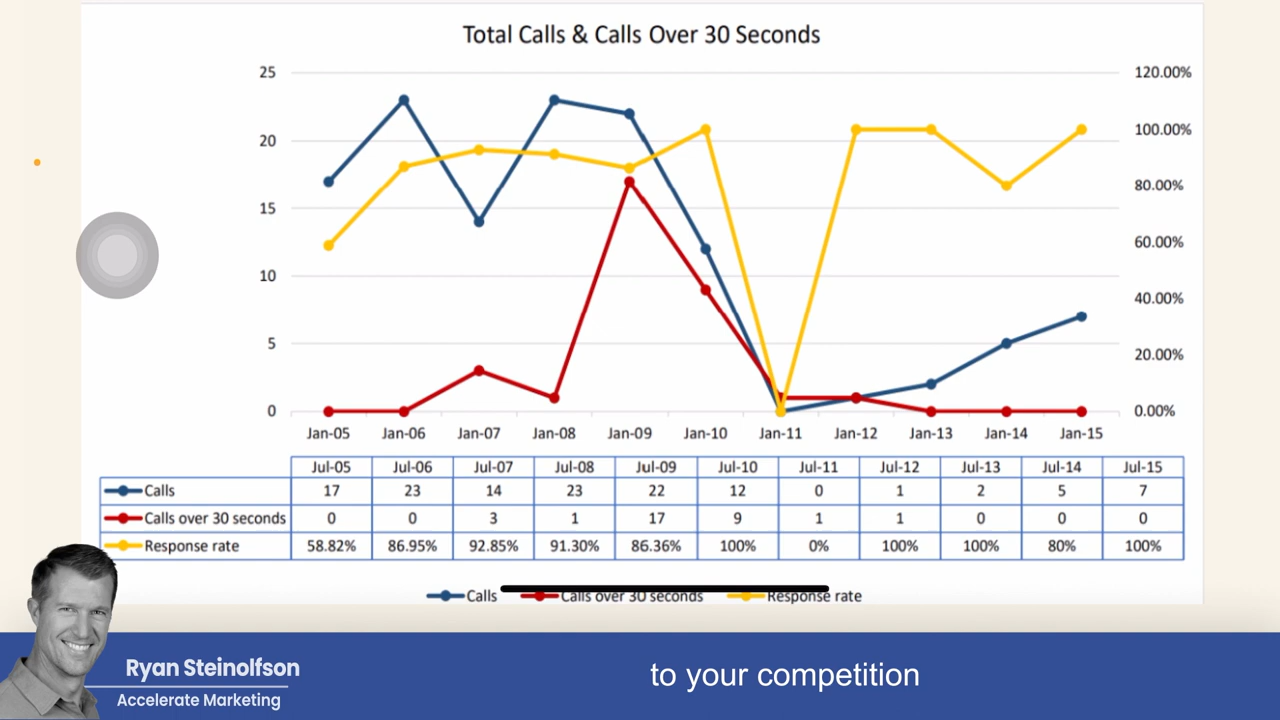 Total Calls & Calls Over 30 Seconds
25 120.00%
20 100.00%
15 80.00%
10 60.00%
5 40.00%
0 20.00%
0.00%
Jan-05 Jan-06 Jan-07 Jan-08 Jan-09 Jan-10 Jan-11 Jan-12 Jan-13 Jan-14 Jan-15
Jul-05 Jul-06 Jul-07 Jul-08 Jul-09 Jul-10 Jul-11 Jul-12 Jul-13 Jul-14 Jul-15
Calls 17 23 14 23 22 12 0 1 2 5 7
Calls over 30 seconds 0 0 3 1 17 9 1 1 0 0 0
Response rate 58.82% 86.95% 92.85% 91.30% 86.36% 100% 0% 100% 100% 80% 100%
Calls Calls over 30 seconds Response rate
Ryan Steinolfson
Accelerate Marketing
to your competition